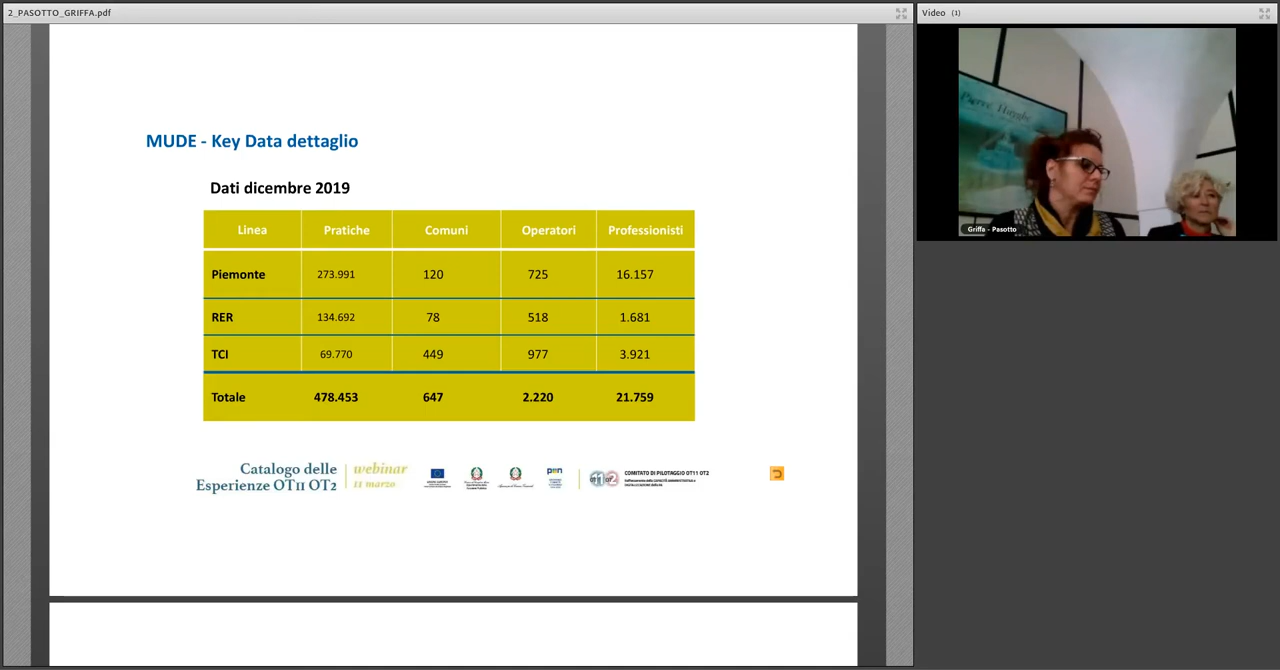 2_PASOTTO_GRIFFA.pdf
MUDE - Key Data dettaglio
Dati dicembre 2019
Linea Pratiche Comuni Operatori Professionisti
Piemonte 273.991 120 725 16.157
RER 134.692 78 518 1.681
TCI 69.770 449 977 3.921
Totale 478.453 647 2.220 21.759
Catalogo delle
Esperienze OT11 OT2
webinar
11 marzo
COMITATO DI PILOTAGGIO OT11 OT2
Video (1)
Pierre Huyghe
Griffa - Pasotto